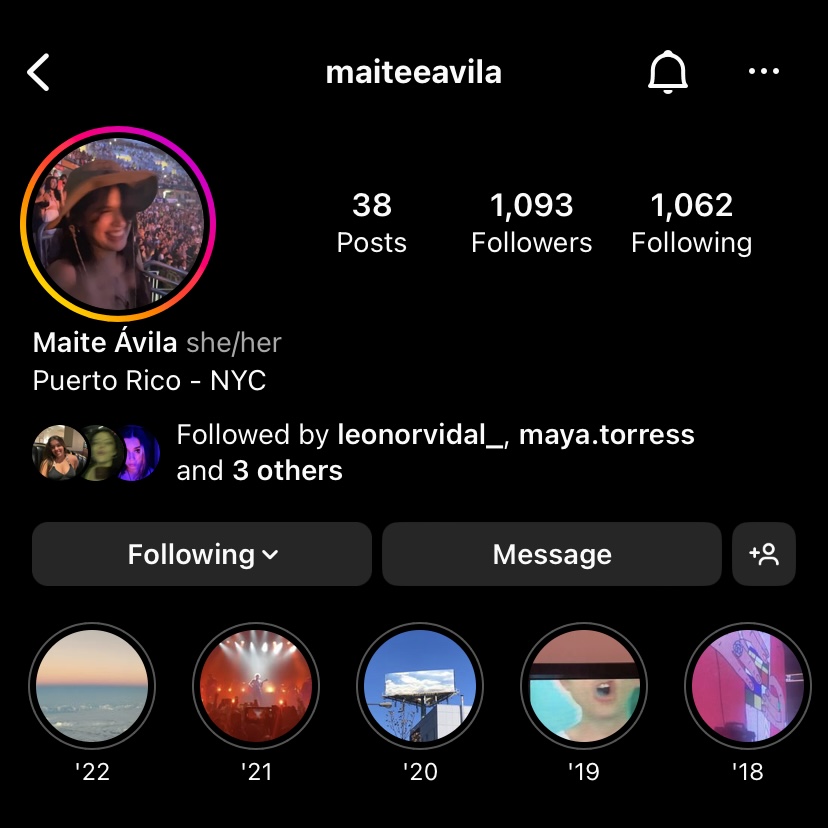 maiteeavila
38 1,093 1,062
Posts Followers Following
Maite Ávila she/her
Puerto Rico - NYC
Followed by leonorvidal_, maya.torress
and 3 others
Following Message
'22 '21 '20 '19 '18